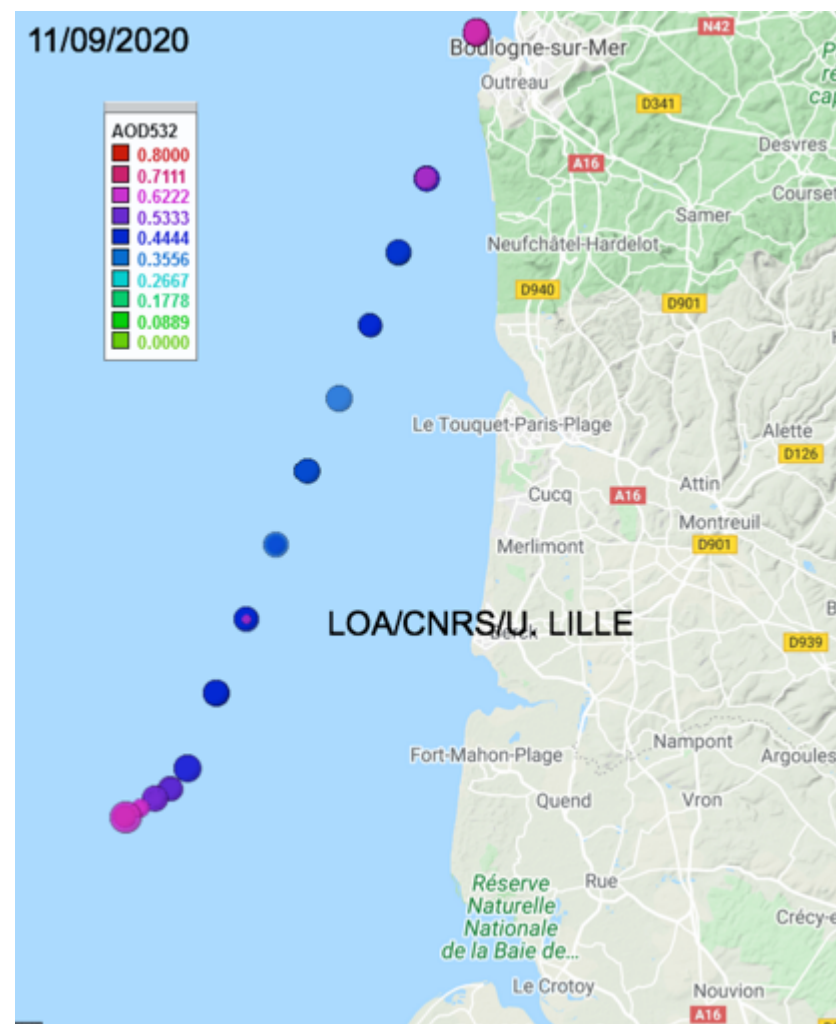 11/09/2020
N42
Boulogne-sur-Mer
Outreau
D341
AOD532
0.8000
0.7111
0.6222
0.5333
0.4444
0.3556
0.2667
0.1778
0.0889
0.0000
Desvres
A16
Samer
Neufchâtel-Hardelot
D940
D901
Le Touquet-Paris-Plage
Alette
D126
Attin
Cucq
A16
Montreuil
Merlimont
D901
LOA/CNRS/U. LILLE
Berck
D939
Nampont
Fort-Mahon-Plage
Argoules
Quend
Vron
Réserve
Naturelle
Nationale
de la Baie de...
Rue
Crécy-e
Le Crotoy
Nouvion
A16